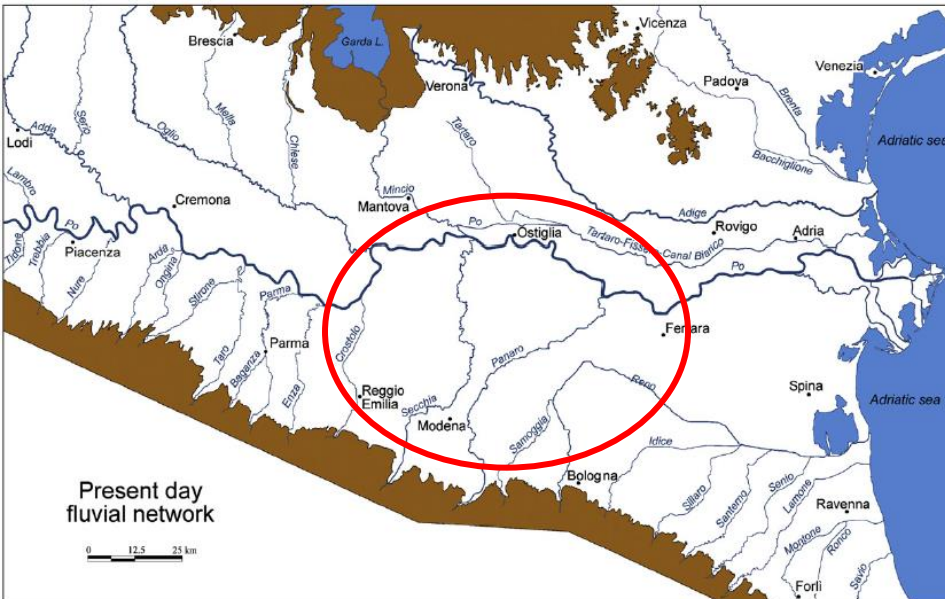 Brescia
Garda L.
Vicenza
Venezia
Verona
Padova
Brenta
Adriatic sea
Lodi
Adda
Serio
Oglio
Mella
Chiese
Tartaro
Bacchiglione
Lambro
Cremona
Mincio
Mantova
Adige
Po
Piacenza
Tidone
Trebbia
Nure
Arda
Ongina
Stirone
Po
Ostiglia
Tartaro-Fisse
Canal Bianco
Rovigo
Adria
Po
Parma
Taro
Baganza
Parma
Enza
Crostolo
Panaro
Ferrara
Reggio
Emilia
Secchia
Modena
Samoggia
Reno
Spina
Adriatic sea
Idice
Bologna
Sillaro
Santerno
Senio
Lamone
Ravenna
Montone
Ronco
Savio
Forlì
Present day
fluvial network
0 12.5 25 km